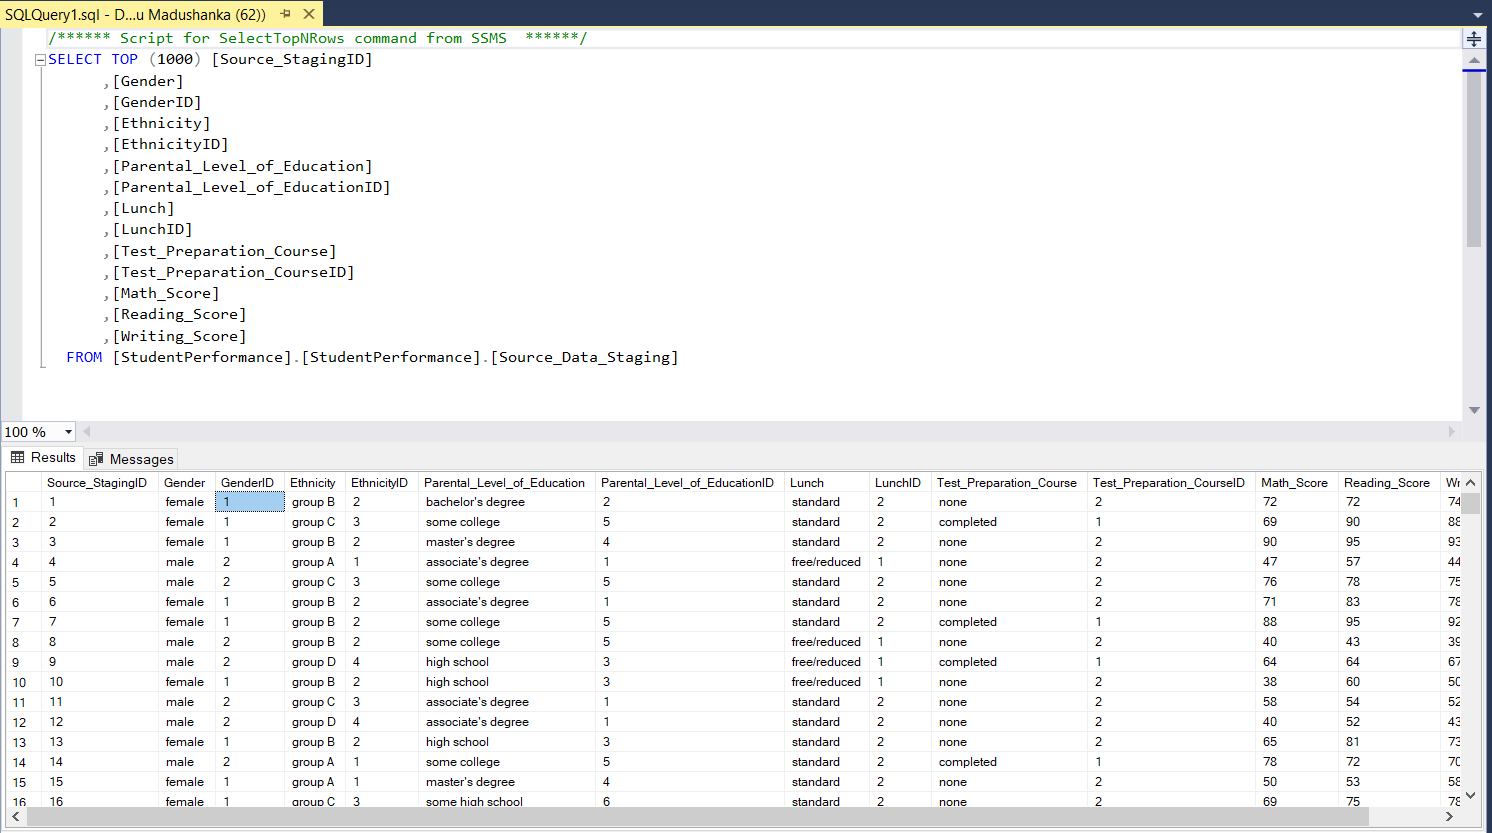 SQLQuery1.sql - D...u Madushanka (62))
/****** Script for SelectTopNRows command from SSMS  ******/
SELECT TOP (1000) [Source_StagingID]
,[Gender]
,[GenderID]
,[Ethnicity]
,[EthnicityID]
,[Parental_Level_of_Education]
,[Parental_Level_of_EducationID]
,[Lunch]
,[LunchID]
,[Test_Preparation_Course]
,[Test_Preparation_CourseID]
,[Math_Score]
,[Reading_Score]
,[Writing_Score]
FROM [StudentPerformance].[StudentPerformance].[Source_Data_Staging]
100 %
Results Messages
Source_StagingID Gender GenderID Ethnicity EthnicityID Parental_Level_of_Education Parental_Level_of_EducationID Lunch LunchID Test_Preparation_Course Test_Preparation_CourseID Math_Score Reading_Score Wr
1 1 female 1 group B 2 bachelor's degree 2 standard 2 none 2 72 72 74
2 2 female 1 group C 3 some college 5 standard 2 completed 1 69 90 88
3 3 female 1 group B 2 master's degree 4 standard 2 none 2 90 95 93
4 4 male 2 group A 1 associate's degree 1 free/reduced 1 none 2 47 57 44
5 5 male 2 group C 3 some college 5 standard 2 none 2 76 78 75
6 6 female 1 group B 2 associate's degree 1 standard 2 none 2 71 83 78
7 7 female 1 group B 2 some college 5 standard 2 completed 1 88 95 92
8 8 male 2 group B 2 some college 5 free/reduced 1 none 2 40 43 39
9 9 male 2 group D 4 high school 3 free/reduced 1 completed 1 64 64 67
10 10 female 1 group B 2 high school 3 free/reduced 1 none 2 38 60 50
11 11 male 2 group C 3 associate's degree 1 standard 2 none 2 58 54 52
12 12 male 2 group D 4 associate's degree 1 standard 2 none 2 40 52 43
13 13 female 1 group B 2 high school 3 standard 2 none 2 65 81 73
14 14 male 2 group A 1 some college 5 standard 2 completed 1 78 72 70
15 15 female 1 group A 1 master's degree 4 standard 2 none 2 50 53 58
16 16 female 1 group C 3 some high school 6 standard 2 none 2 69 75 78